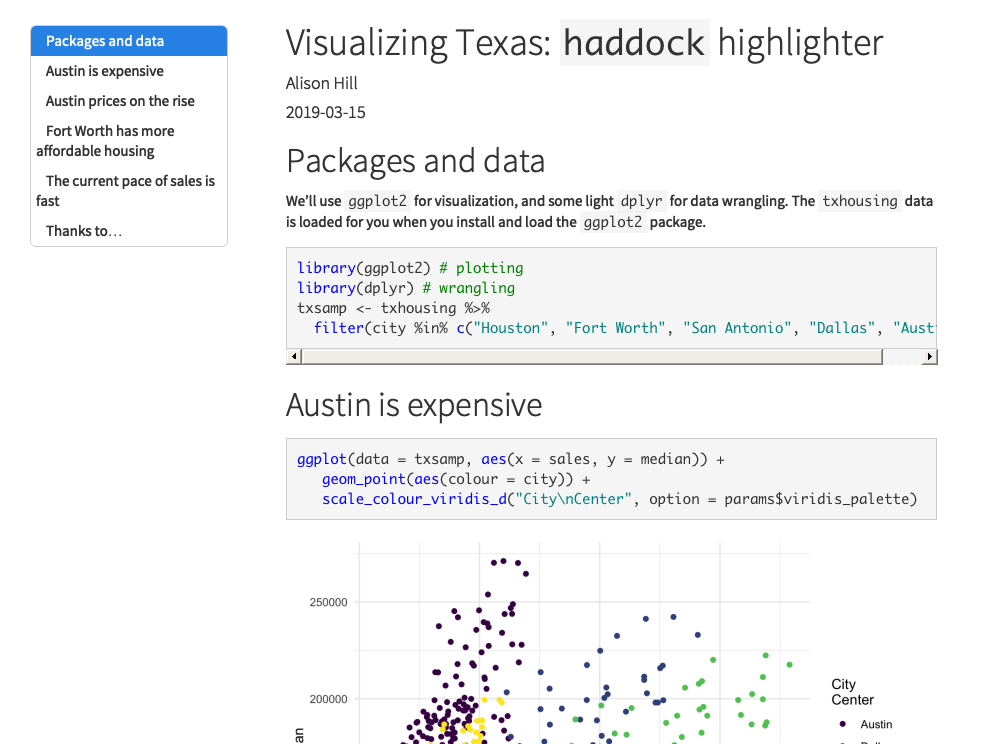 Packages and data
Austin is expensive
Austin prices on the rise
Fort Worth has more
affordable housing
The current pace of sales is
fast
Thanks to…
Visualizing Texas: haddock highlighter
Alison Hill
2019-03-15
Packages and data
We'll use ggplot2 for visualization, and some light dplyr for data wrangling. The txhousing data
is loaded for you when you install and load the ggplot2 package.
library(ggplot2) # plotting
library(dplyr) # wrangling
txsamp <- txhousing %>%
filter(city %in% c("Houston", "Fort Worth", "San Antonio", "Dallas", "Aust
Austin is expensive
ggplot(data = txsamp, aes(x = sales, y = median)) +
geom_point(aes(colour = city)) +
scale_colour_viridis_d("City\nCenter", option = params$viridis_palette)
250000
200000
an
City
Center
Austin